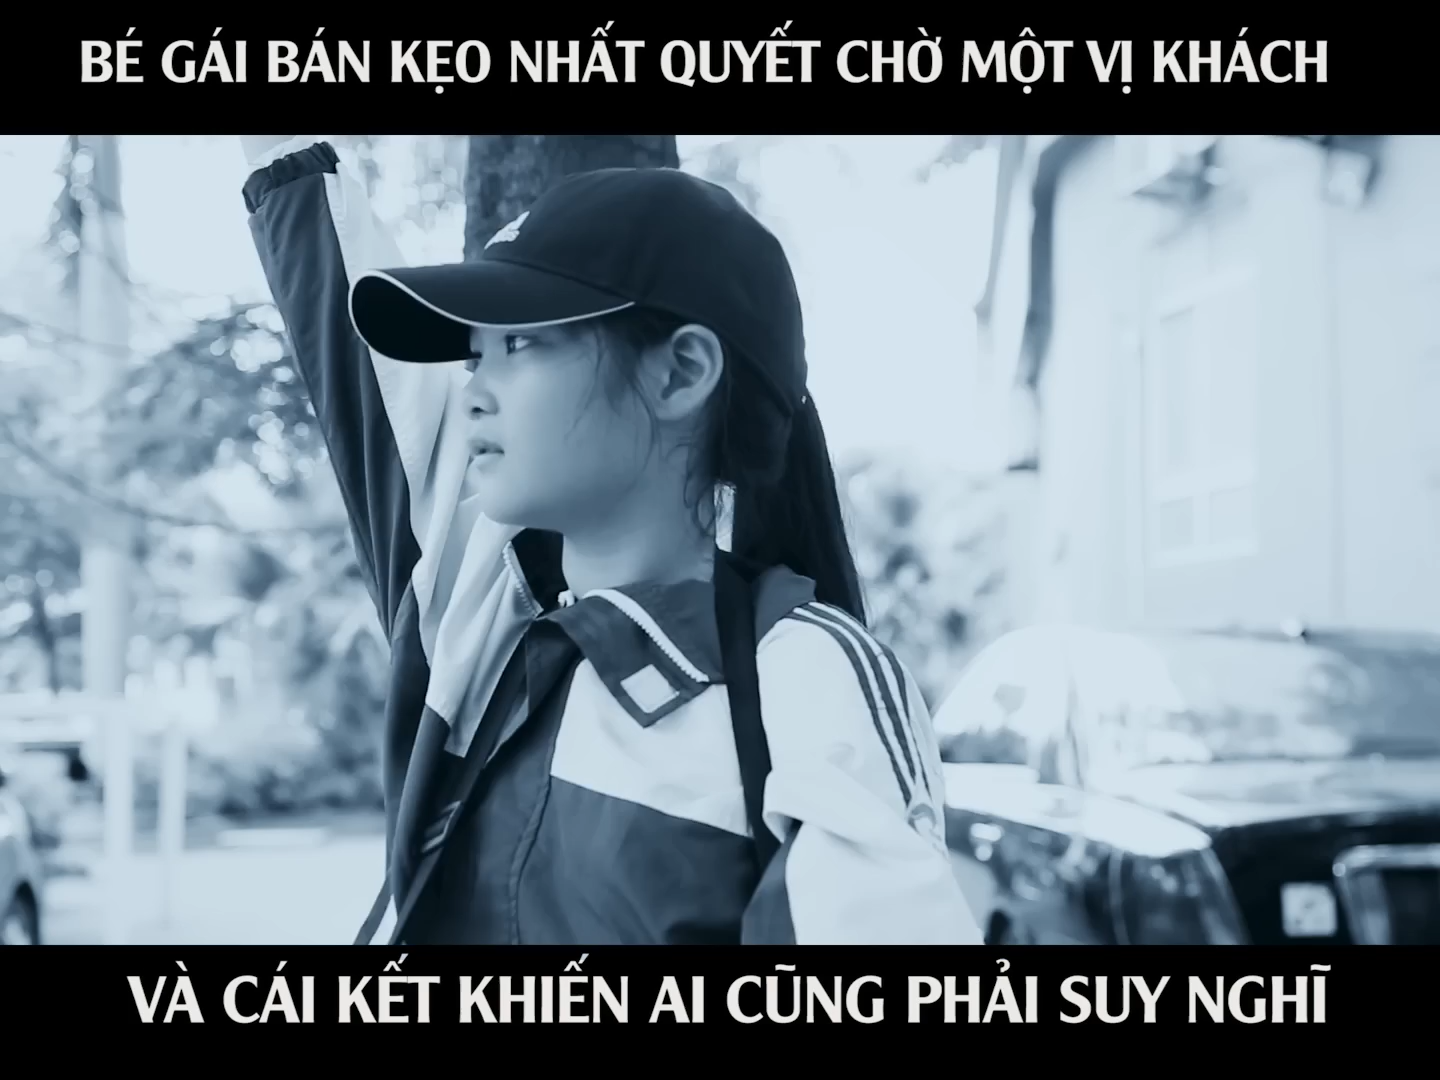 BÉ GÁI BÁN KẸO NHẤT QUYẾT CHỜ MỘT VỊ KHÁCH
VÀ CÁI KẾT KHIẾN AI CŨNG PHẢI SUY NGHĨ